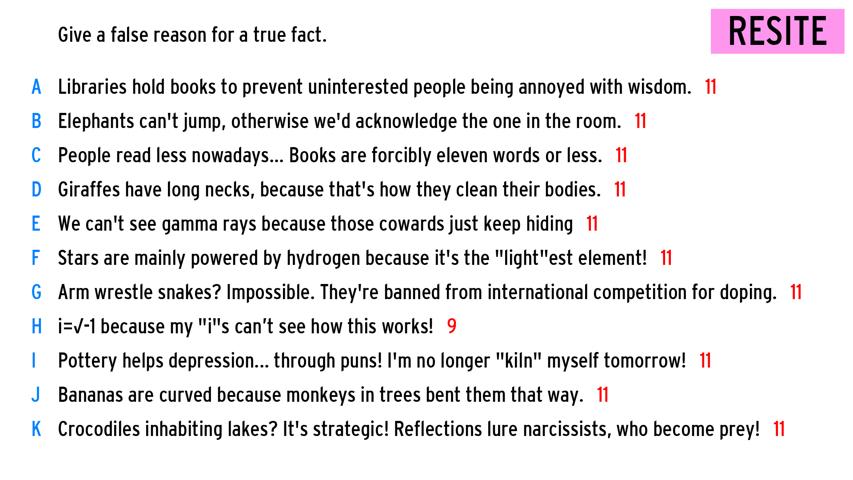 Give a false reason for a true fact.
RESITE
A Libraries hold books to prevent uninterested people being annoyed with wisdom. 11
B Elephants can't jump, otherwise we'd acknowledge the one in the room. 11
C People read less nowadays... Books are forcibly eleven words or less. 11
D Giraffes have long necks, because that's how they clean their bodies. 11
E We can't see gamma rays because those cowards just keep hiding 11
F Stars are mainly powered by hydrogen because it's the "light"est element! 11
G Arm wrestle snakes? Impossible. They're banned from international competition for doping. 11
H i=√-1 because my "i"s can’t see how this works! 9
I Pottery helps depression... through puns! I'm no longer "kiln" myself tomorrow! 11
J Bananas are curved because monkeys in trees bent them that way. 11
K Crocodiles inhabiting lakes? It's strategic! Reflections lure narcissists, who become prey! 11